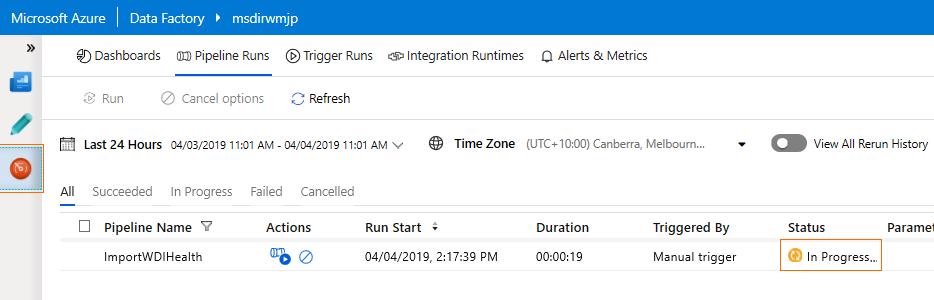 Microsoft Azure Data Factory msdirwmjp
»
Dashboards Pipeline Runs Trigger Runs Integration Runtimes Alerts & Metrics
Run Cancel options Refresh
Last 24 Hours 04/03/2019 11:01 AM - 04/04/2019 11:01 AM Time Zone (UTC+10:00) Canberra, Melbourn... View All Rerun History
All Succeeded In Progress Failed Cancelled
Pipeline Name Actions Run Start Duration Triggered By Status Paramet
ImportWDIHealth 04/04/2019, 2:17:39 PM 00:00:19 Manual trigger In Progress...